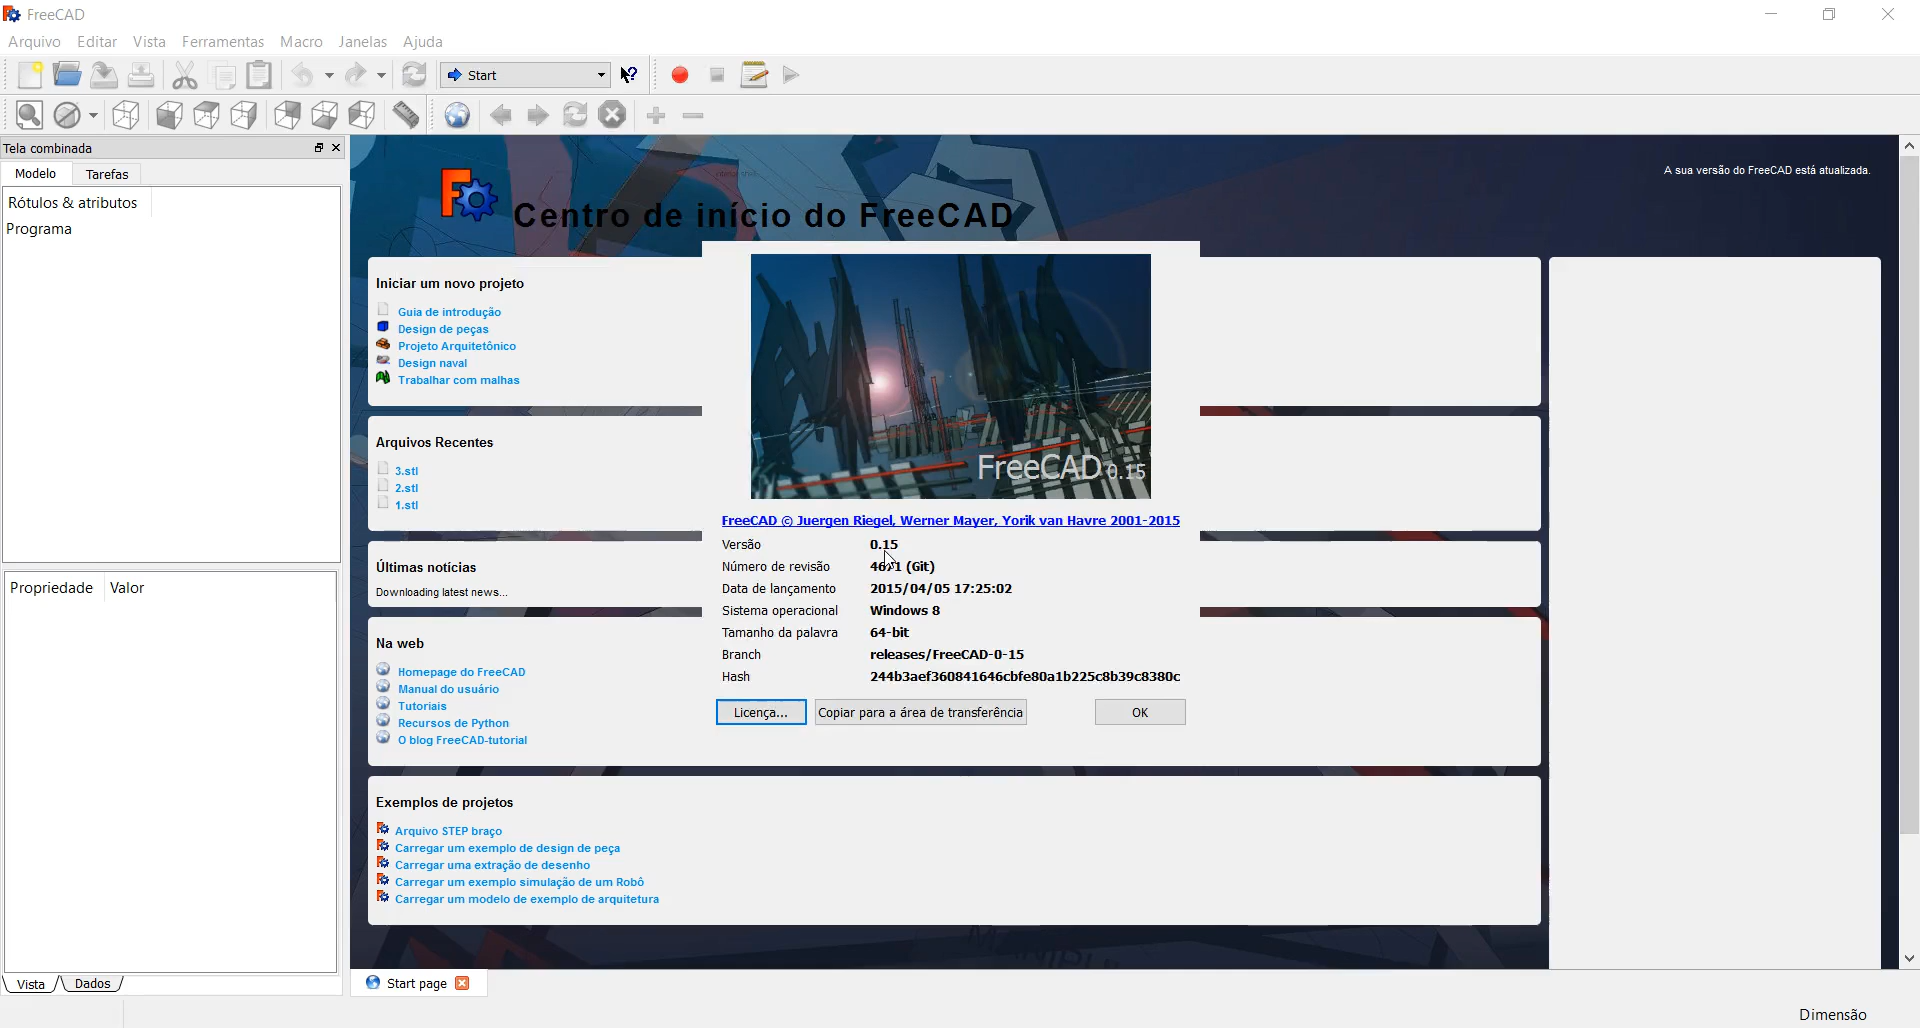 FreeCAD
Arquivo Editar Vista Ferramentas Macro Janelas Ajuda
Start
Tela combinada
Modelo Tarefas
Rótulos & atributos
Programa
Propriedade Valor
Vista Dados
A sua versão do FreeCAD está atualizada.
Centro de início do FreeCAD
Iniciar um novo projeto
Guia de introdução
Design de peças
Projeto Arquitetônico
Design naval
Trabalhar com malhas
Arquivos Recentes
3.stl
2.stl
1.stl
Últimas notícias
Downloading latest news...
Na web
Homepage do FreeCAD
Manual do usuário
Tutoriais
Recursos de Python
O blog FreeCAD-tutorial
Exemplos de projetos
Arquivo STEP braço
Carregar um exemplo de design de peça
Carregar uma extração de desenho
Carregar um exemplo simulação de um Robô
Carregar um modelo de exemplo de arquitetura
FreeCAD 0.15
FreeCAD © Juergen Riegel, Werner Mayer, Yorik van Havre 2001-2015
Versão 0.15
Número de revisão (Git)
Data de lançamento 2015/04/05 17:25:02
Sistema operacional Windows 8
Tamanho da palavra 64-bit
Branch releases/FreeCAD-0-15
Hash 244b3aef360841646cbfe80a1b225c8b39c8380c
Licença... Copiar para a área de transferência OK
Start page
Dimensão